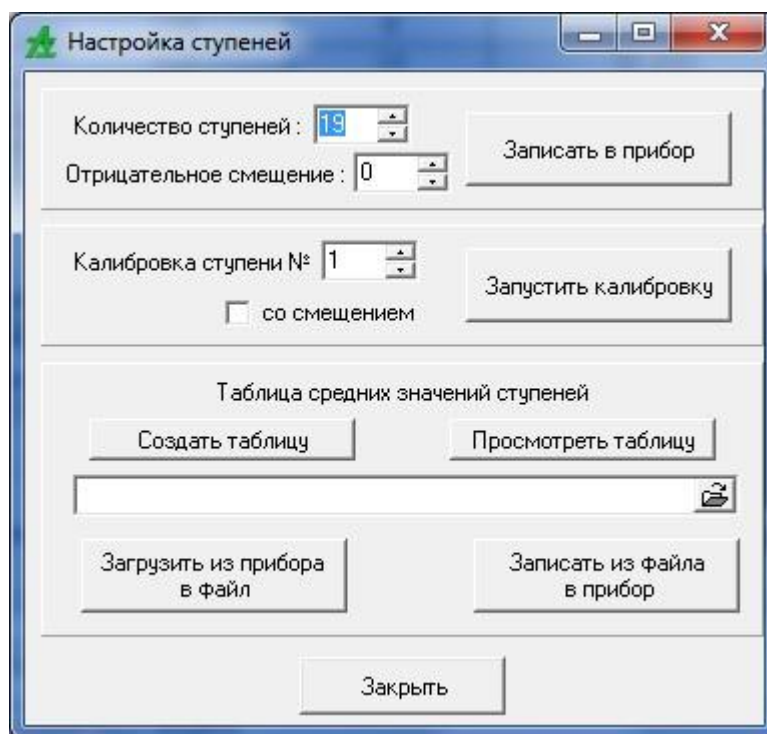 Настройка ступеней
Количество ступеней : 19
Отрицательное смещение : 0
Записать в прибор
Калибровка ступени № 1
со смещением
Запустить калибровку
Таблица средних значений ступеней
Создать таблицу
Просмотреть таблицу
Загрузить из прибора
в файл
Записать из файла
в прибор
Закрыть